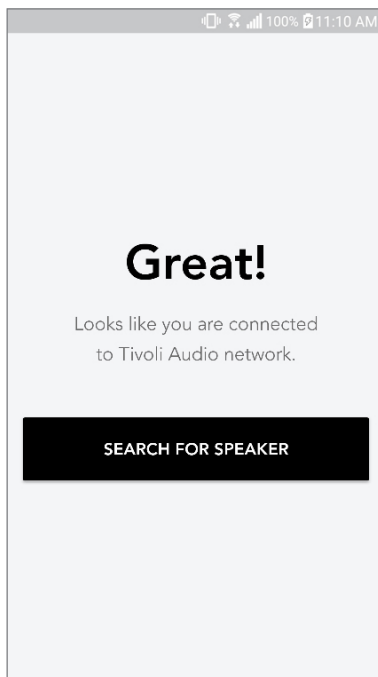 100% 11:10 AM
Great!
Looks like you are connected
to Tivoli Audio network.
SEARCH FOR SPEAKER